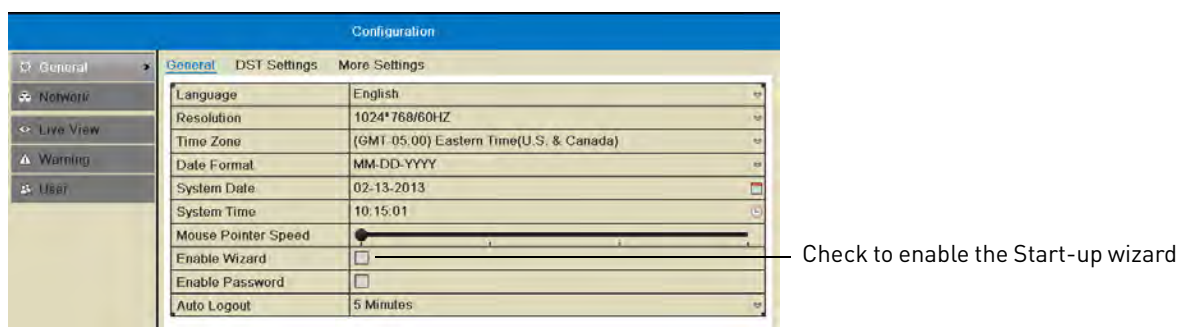 Configuration
General
Network
Live View
Warning
User
General DST Settings More Settings
Language English
Resolution 1024*768/60HZ
Time Zone (GMT-05:00) Eastern Time(U.S. & Canada)
Date Format MM-DD-YYYY
System Date 02-13-2013
System Time 10:15:01
Mouse Pointer Speed
Enable Wizard
Check to enable the Start-up wizard
Enable Password
Auto Logout 5 Minutes